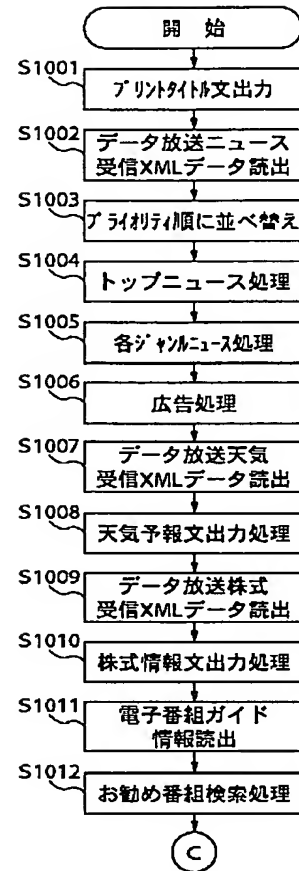 開 始
S1001
プリントタイトル文出力
S1002
データ放送ニュース
受信XMLデータ読出
S1003
プライオリティ順に並べ替え
S1004
トップニュース処理
S1005
各ジャンルニュース処理
S1006
広告処理
S1007
データ放送天気
受信XMLデータ読出
S1008
天気予報文出力処理
S1009
データ放送株式
受信XMLデータ読出
S1010
株式情報文出力処理
S1011
電子番組ガイド
情報読出
S1012
お勧め番組検索処理
C